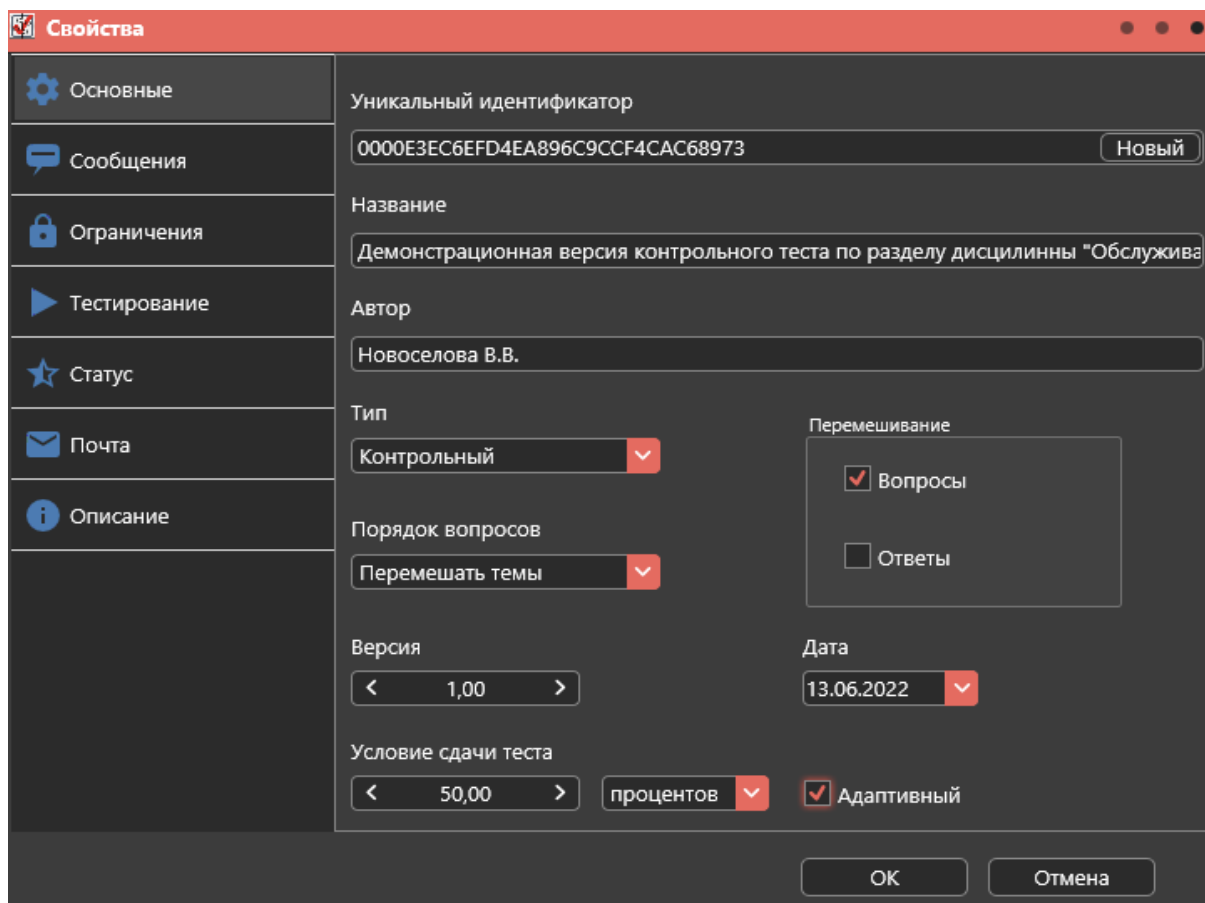 Свойства
Основные
Сообщения
Ограничения
Тестирование
Статус
Почта
Описание
Уникальный идентификатор
0000E3EC6EFD4EA896C9CCF4CAC68973 Новый
Название
Демонстрационная версия контрольного теста по разделу дисцилинны "Обслужива
Автор
Новоселова В.В.
Тип
Контрольный
Порядок вопросов
Перемешать темы
Перемешивание
Вопросы
Ответы
Версия
1,00
Дата
13.06.2022
Условие сдачи теста
50,00 процентов Адаптивный
OK Отмена